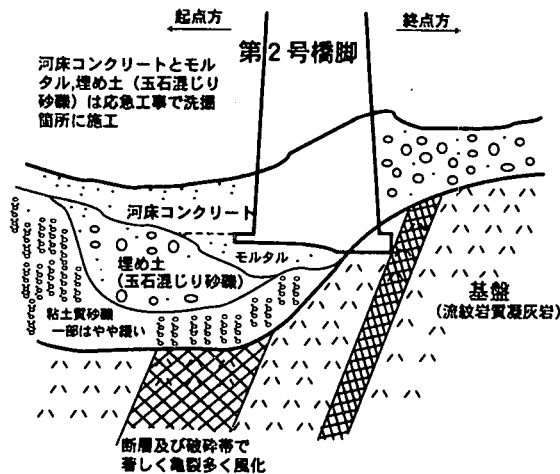 起点方
終点方
第2号橋脚
河床コンクリートとモル
タル,埋め土（玉石混じり
砂礫）は応急工事で洗掘
箇所に施工
河床コンクリート
モルタル
埋め土
(玉石混じり砂礫)
粘土質砂礫
一部はやや緩い
基盤
(流紋岩質凝灰岩)
断層及び破砕帯で
著しく亀裂多く風化